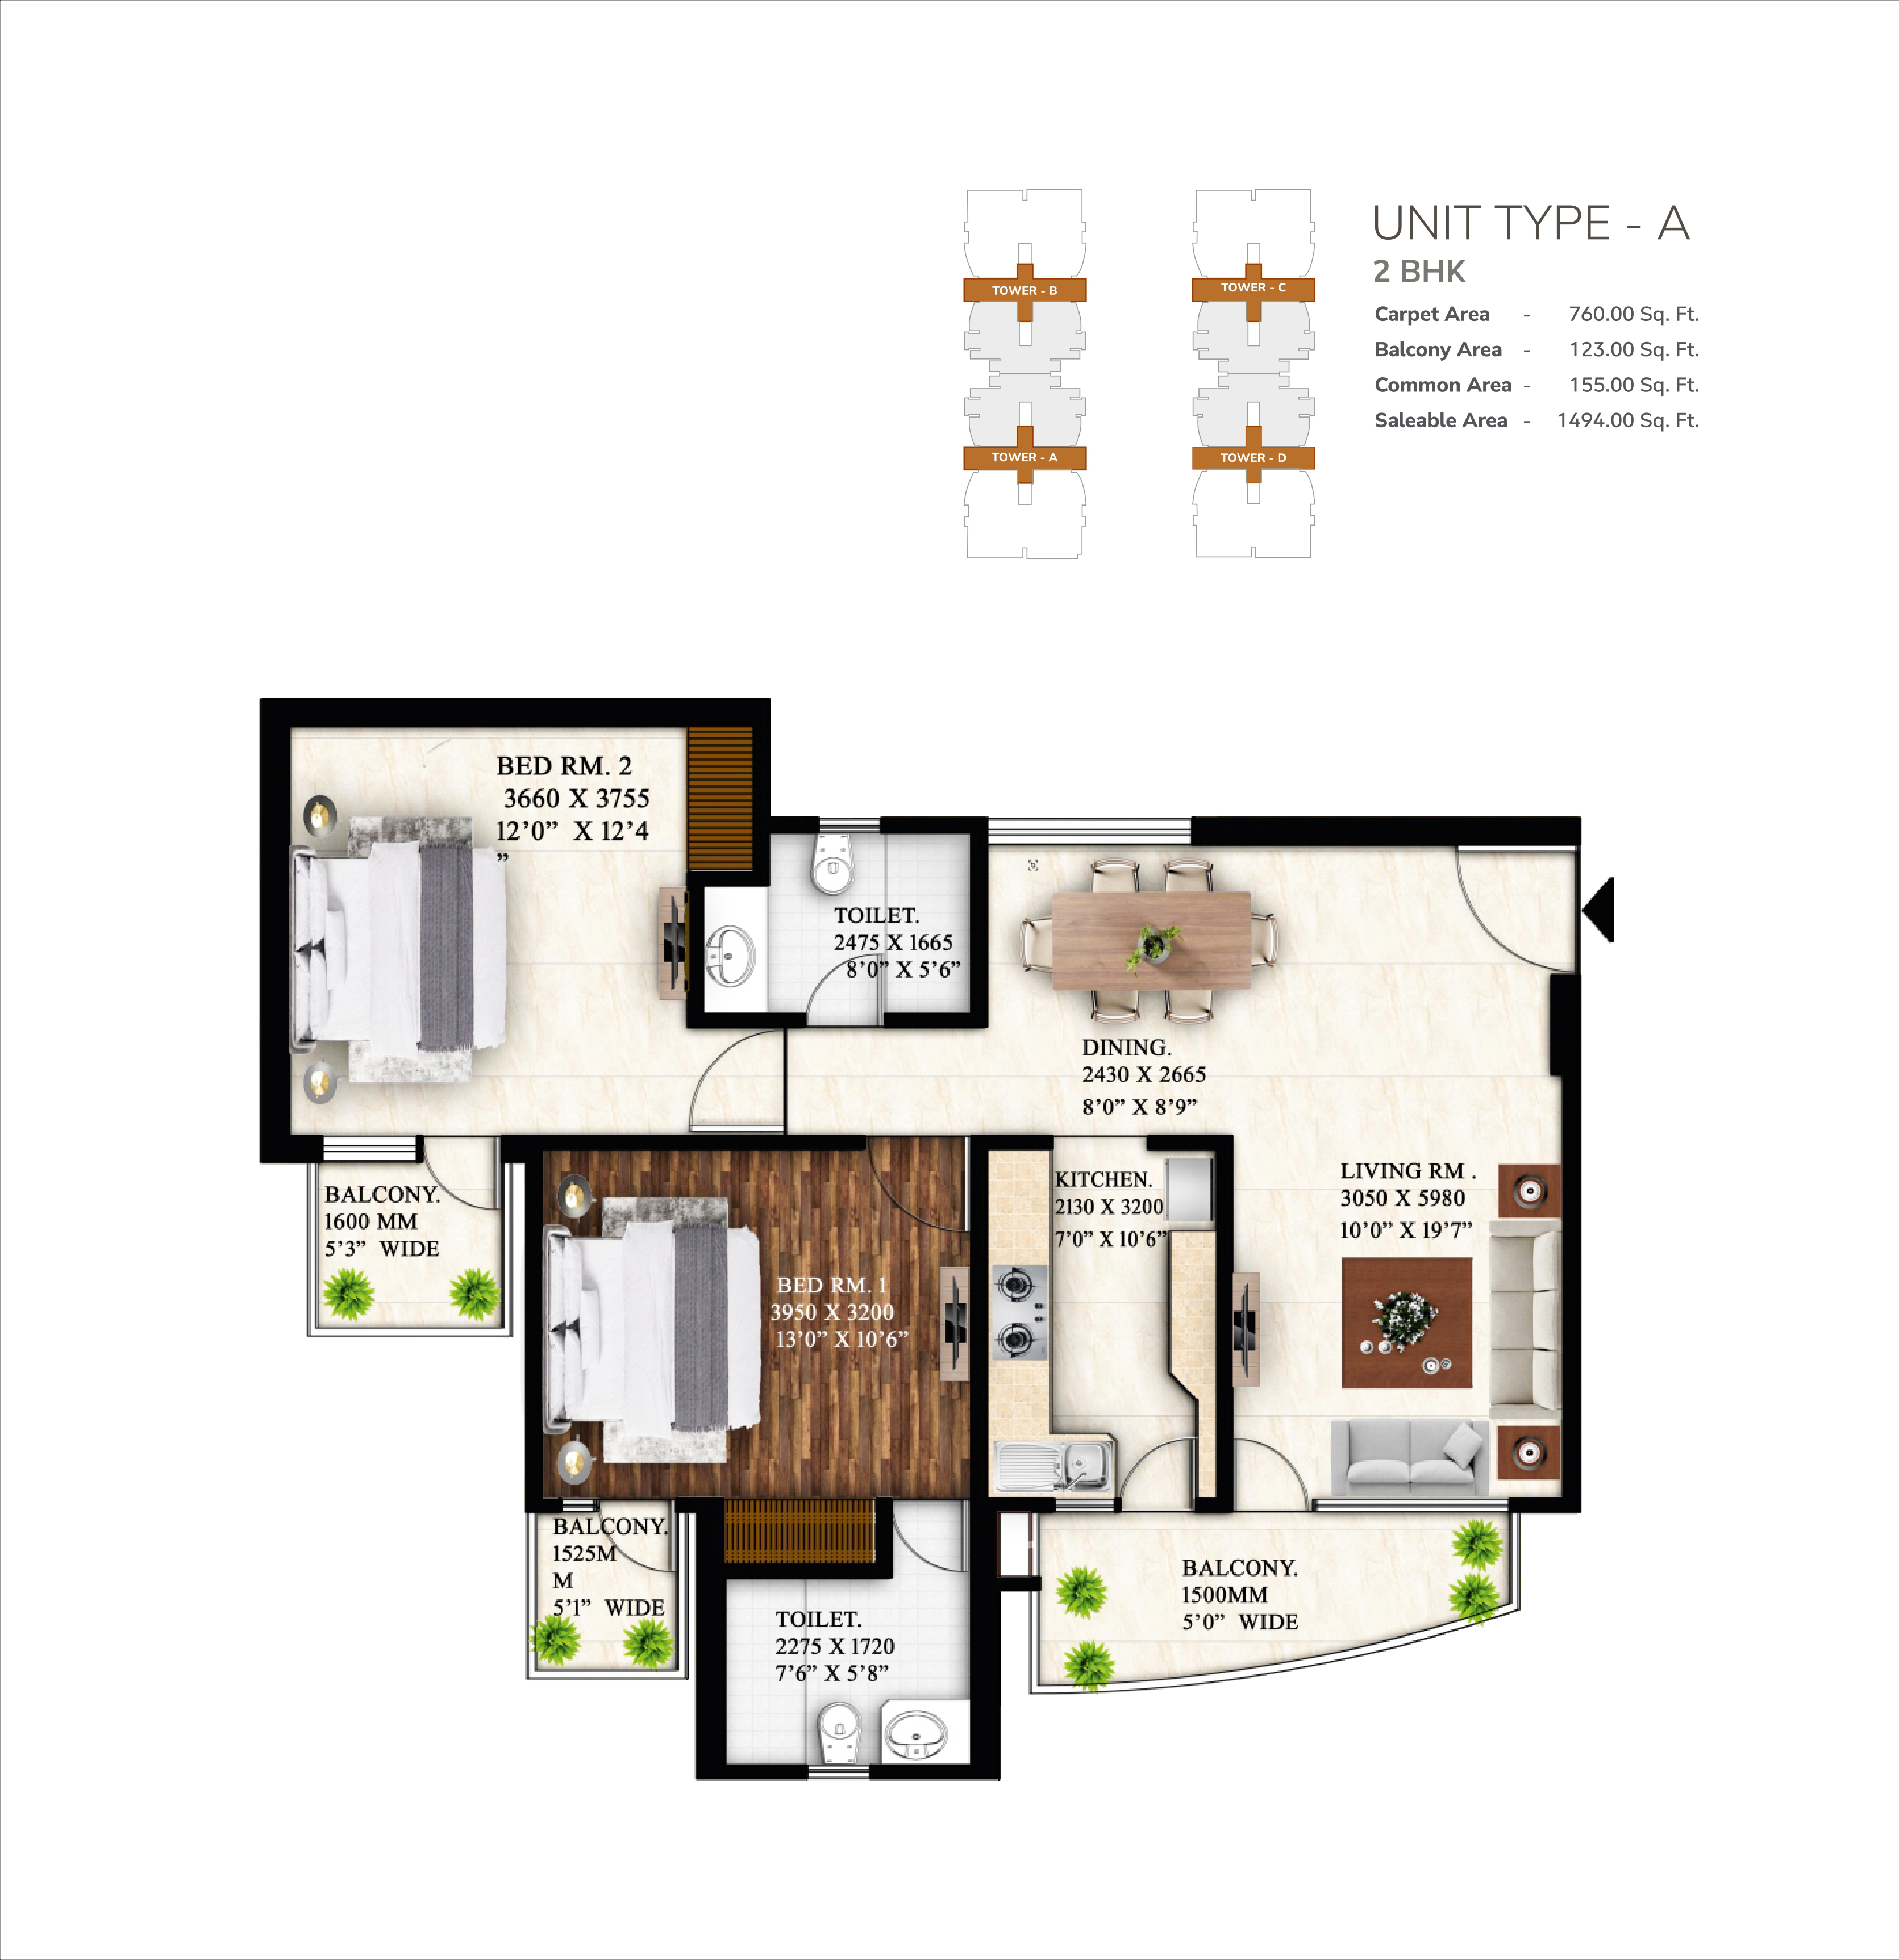 UNIT TYPE - A
2 BHK
Carpet Area - 760.00 Sq. Ft.
Balcony Area - 123.00 Sq. Ft.
Common Area - 155.00 Sq. Ft.
Saleable Area - 1494.00 Sq. Ft.
TOWER - B
TOWER - C
TOWER - A
TOWER - D
BED RM. 2
3660 X 3755
12’0” X 12’4
”
TOILET.
2475 X 1665
8’0” X 5’6”
DINING.
2430 X 2665
8’0” X 8’9”
BALCONY.
1600 MM
5’3” WIDE
BED RM. 1
3950 X 3200
13’0” X 10’6”
KITCHEN.
2130 X 3200
7’0” X 10’6”
LIVING RM .
3050 X 5980
10’0” X 19’7”
BALCONY.
1525M
M
5’1” WIDE
TOILET.
2275 X 1720
7’6” X 5’8”
BALCONY.
1500MM
5’0” WIDE